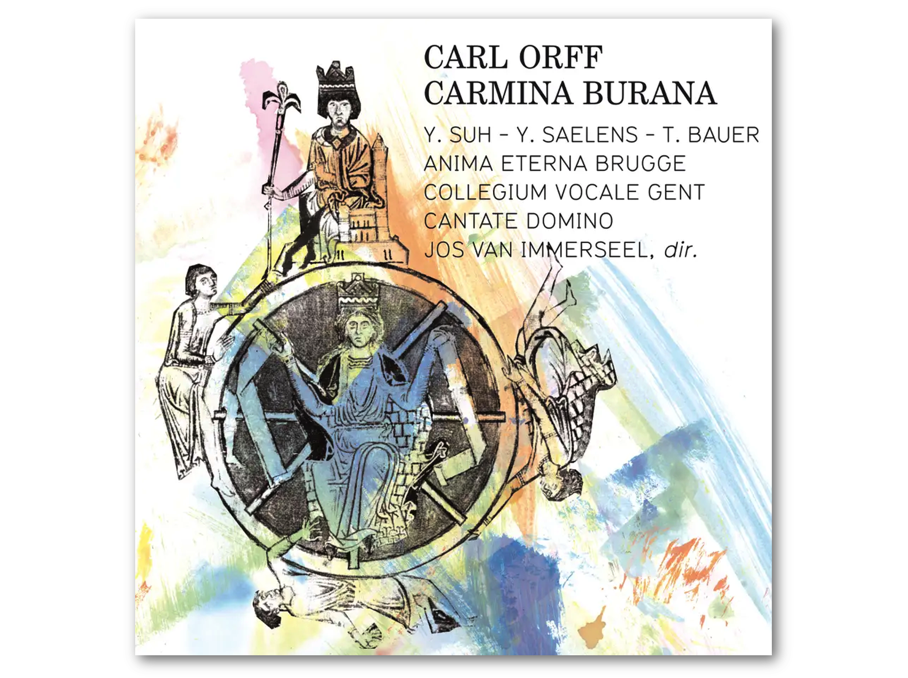 CARL ORFF
CARMINA BURANA
Y. SUH – Y. SAELENS – T. BAUER
ANIMA ETERNA BRUGGE
COLLEGIUM VOCALE GENT
CANTATE DOMINO
JOS VAN IMMERSEEL, dir.